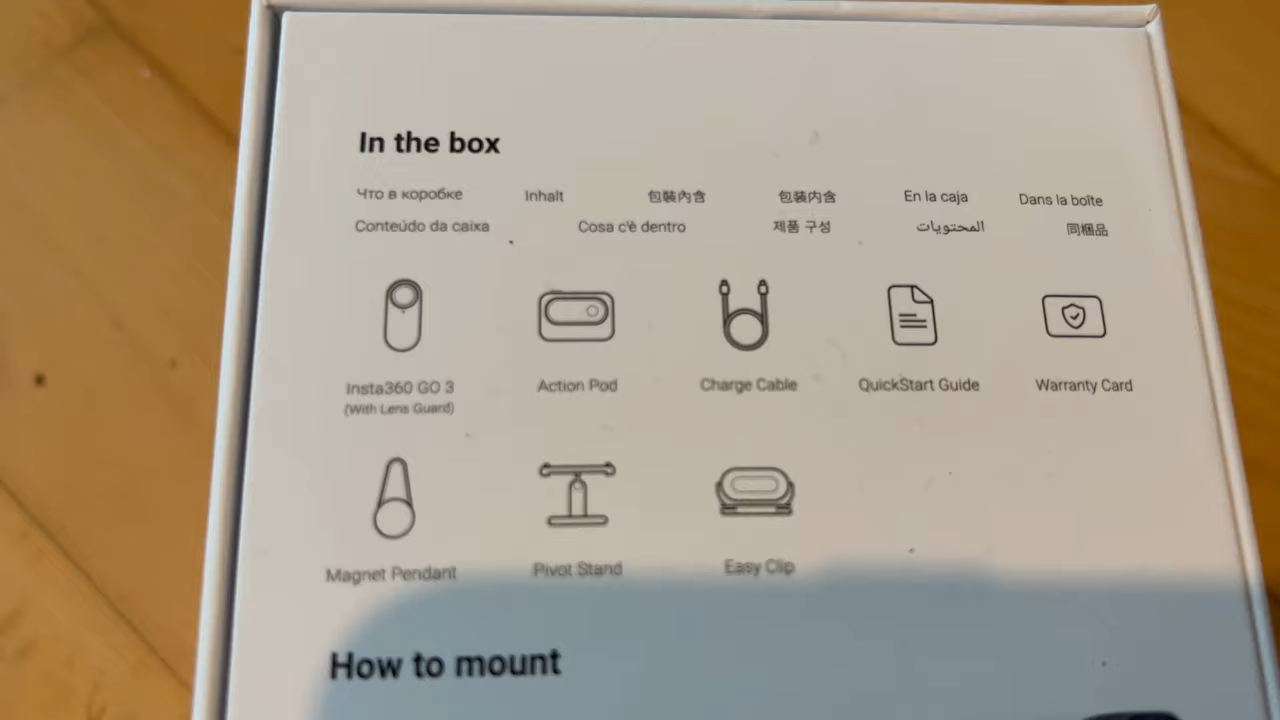 In the box
Что в коробке Inhalt 包裝內含 包装内含 En la caja Dans la boîte
Conteúdo da caixa Cosa c'è dentro 제품 구성 المحتويات 同梱品
Insta360 GO 3 Action Pod Charge Cable QuickStart Guide Warranty Card
(With Lens Guard)
Magnet Pendant Pivot Stand Easy Clip
How to mount